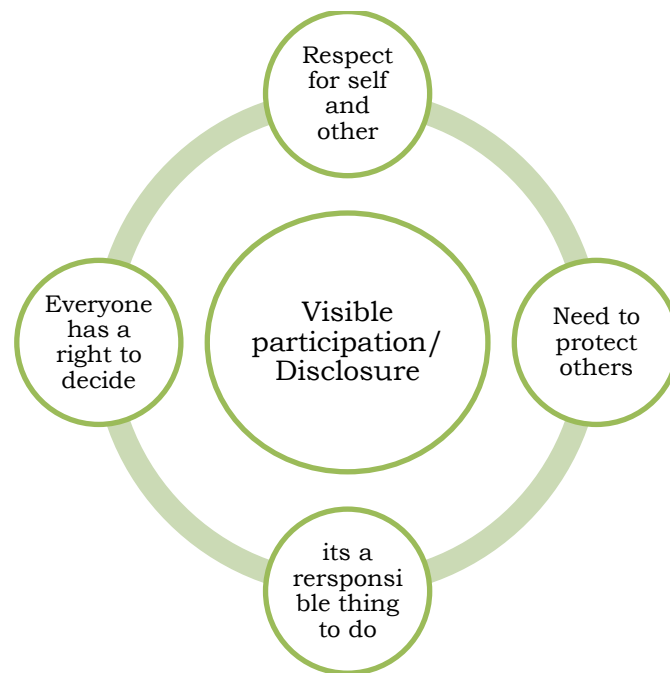 Respect
for self
and
other
Everyone
has a
right to
decide
Visible
participation/
Disclosure
Need to
protect
others
its a
rersponsi
ble thing
to do